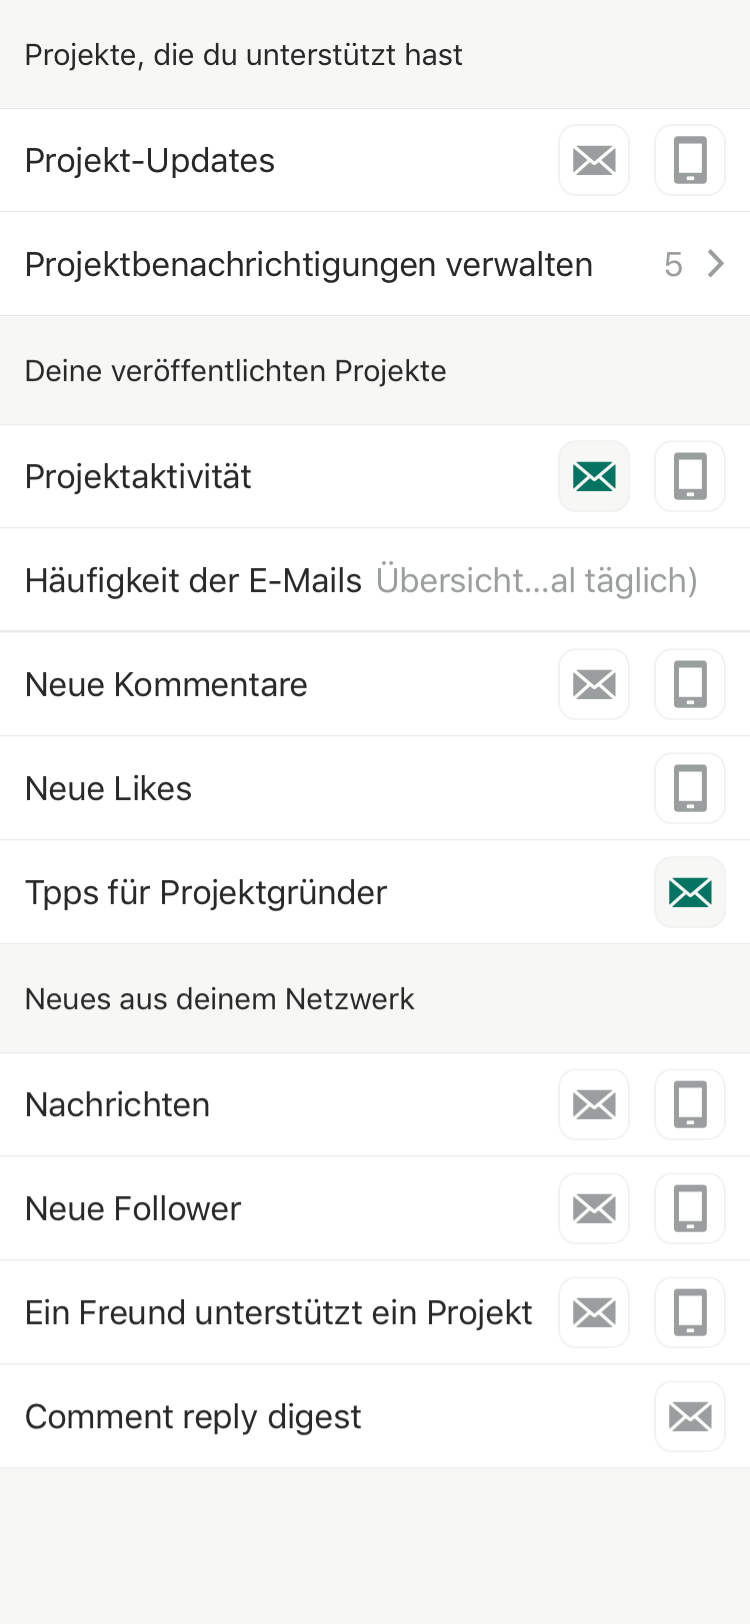 Projekte, die du unterstützt hast
Projekt-Updates
Projektbenachrichtigungen verwalten 5
Deine veröffentlichten Projekte
Projektaktivität
Häufigkeit der E-Mails Übersicht...al täglich)
Neue Kommentare
Neue Likes
Tpps für Projektgründer
Neues aus deinem Netzwerk
Nachrichten
Neue Follower
Ein Freund unterstützt ein Projekt
Comment reply digest